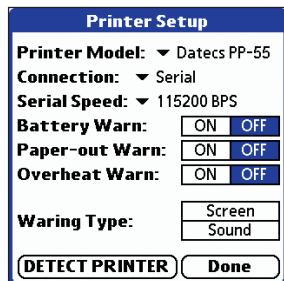 Printer Setup
Printer Model: Datecs PP-55
Connection: Serial
Serial Speed: 115200 BPS
Battery Warn: ON OFF
Paper-out Warn: ON OFF
Overheat Warn: ON OFF
Screen
Waring Type:
Sound
DETECT PRINTER Done